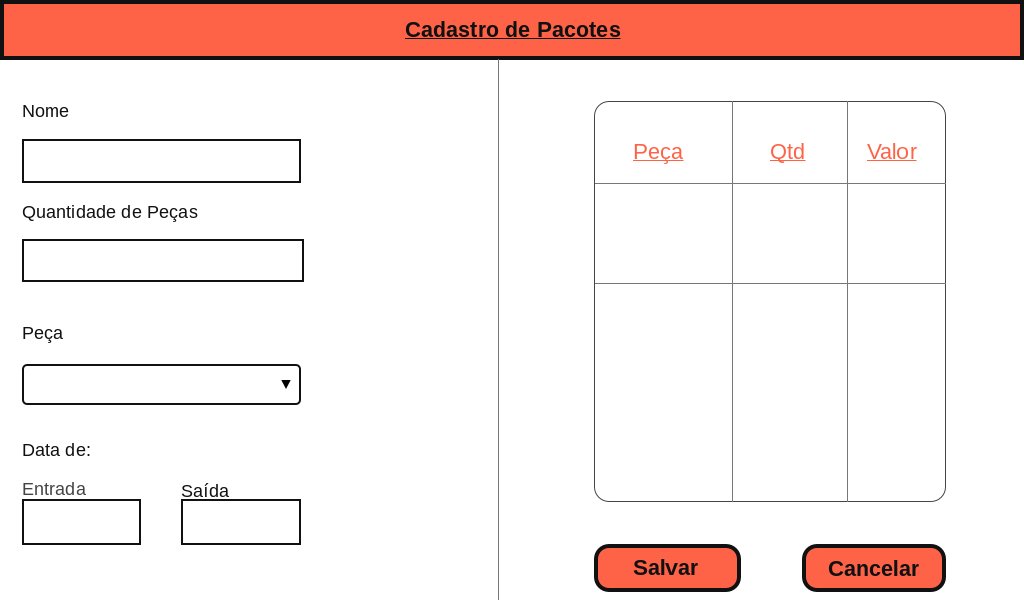 Cadastro de Pacotes
Nome
Quantidade de Peças
Peça
Data de:
Entrada Saída
Peça Qtd Valor
Salvar Cancelar